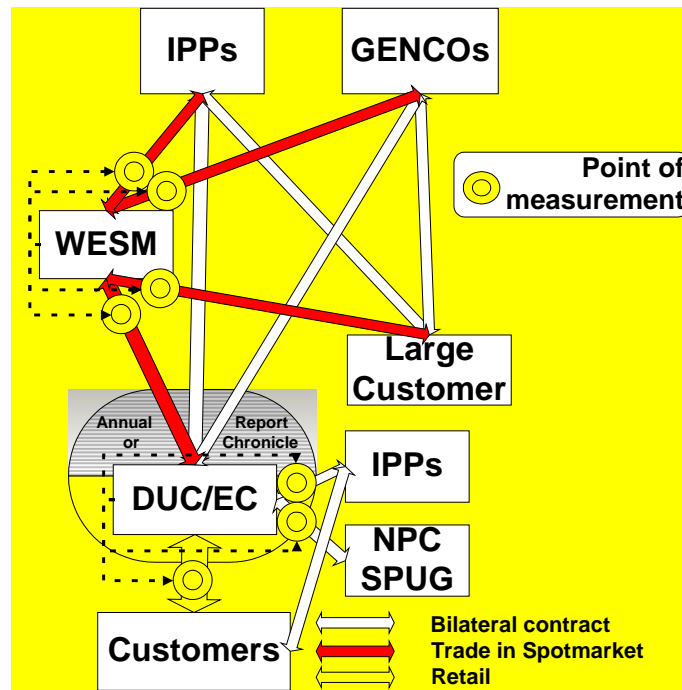 IPPs
GENCOs
Point of
measurement
WESM
Large
Customer
Annual
or
Report
Chronicle
IPPs
DUC/EC
NPC
SPUG
Customers
Bilateral contract
Trade in Spotmarket
Retail